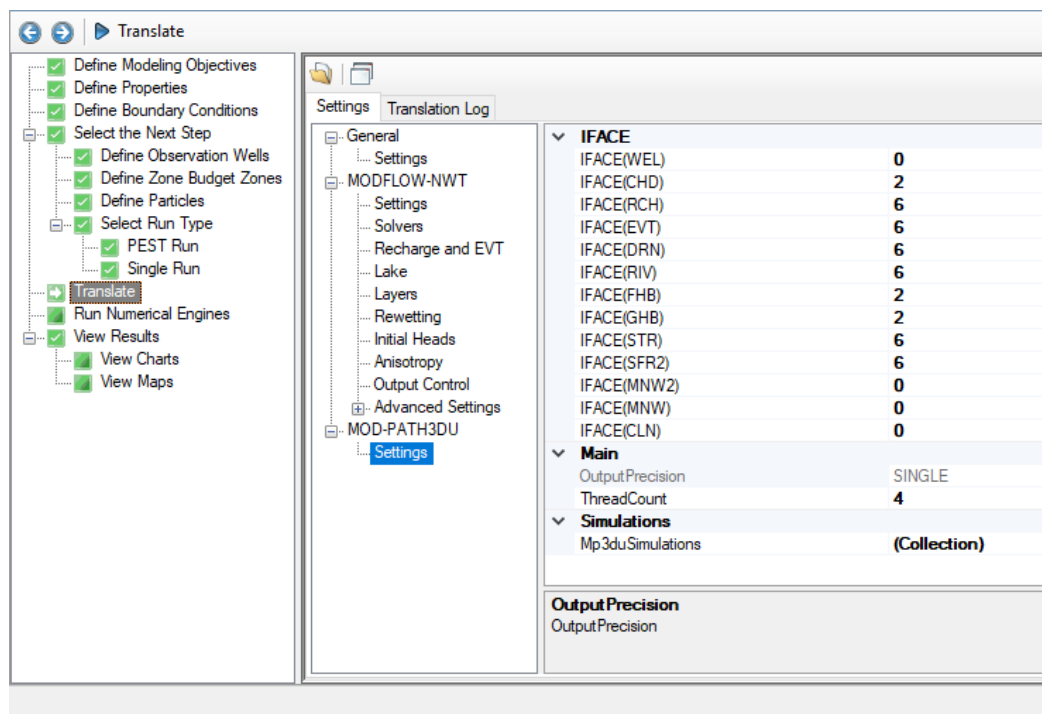 Translate
Define Modeling Objectives
Define Properties
Define Boundary Conditions
Select the Next Step
Define Observation Wells
Define Zone Budget Zones
Define Particles
Select Run Type
PEST Run
Single Run
Translate
Run Numerical Engines
View Results
View Charts
View Maps
Settings Translation Log
General
Settings
MODFLOW-NWT
Settings
Solvers
Recharge and EVT
Lake
Layers
Rewetting
Initial Heads
Anisotropy
Output Control
Advanced Settings
MOD-PATH3DU
Settings
IFACE
IFACE(WEL) 0
IFACE(CHD) 2
IFACE(RCH) 6
IFACE(EVT) 6
IFACE(DRN) 6
IFACE(RIV) 6
IFACE(FHB) 2
IFACE(GHB) 2
IFACE(STR) 6
IFACE(SFR2) 6
IFACE(MNW2) 0
IFACE(MNW) 0
IFACE(CLN) 0
Main
OutputPrecision SINGLE
ThreadCount 4
Simulations
Mp3duSimulations (Collection)
OutputPrecision
OutputPrecision